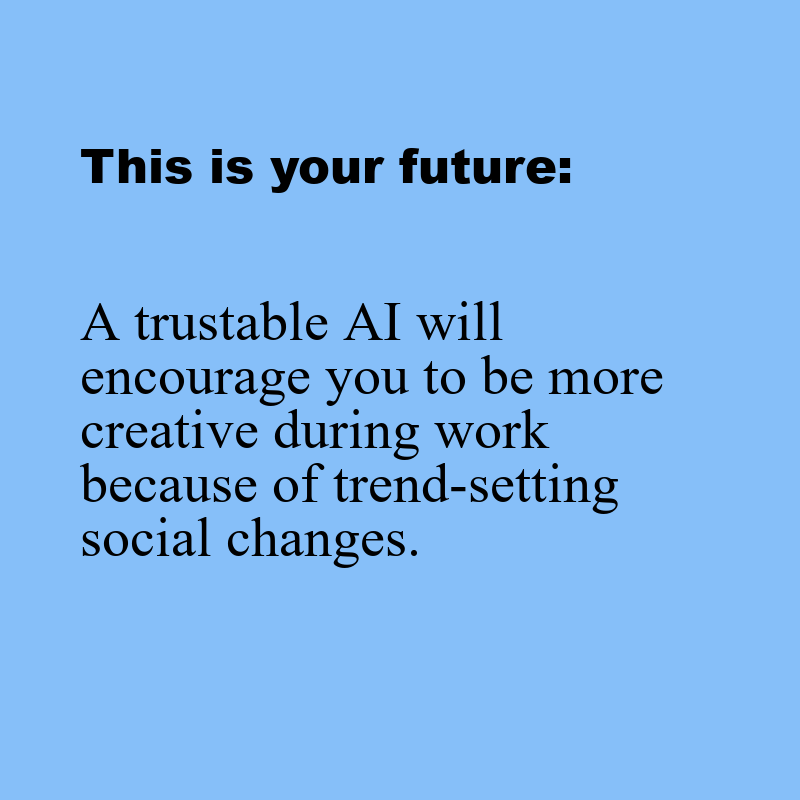 This is your future:
A trustable AI will
encourage you to be more
creative during work
because of trend-setting
social changes.